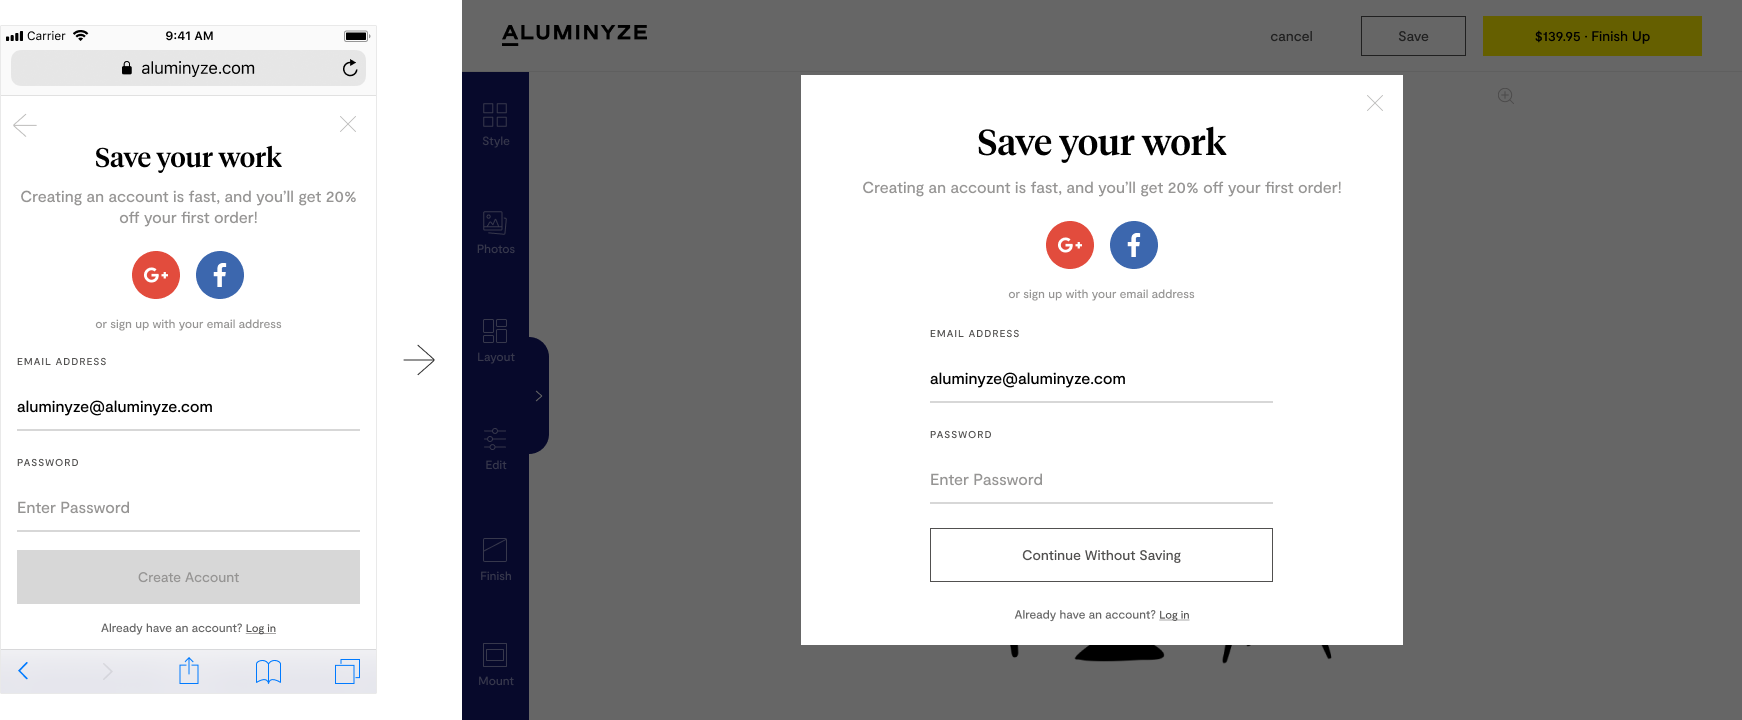 Carrier
9:41 AM
aluminyze.com
Save your work
Creating an account is fast, and you’ll get 20%
off your first order!
G+
f
or sign up with your email address
EMAIL ADDRESS
aluminyze@aluminyze.com
PASSWORD
Enter Password
Create Account
Already have an account? Log in
ALUMINYZE
cancel
Save
$139.95 · Finish Up
Style
Photos
Layout
Edit
Finish
Mount
Save your work
Creating an account is fast, and you’ll get 20% off your first order!
G+
f
or sign up with your email address
EMAIL ADDRESS
aluminyze@aluminyze.com
PASSWORD
Enter Password
Continue Without Saving
Already have an account? Log in